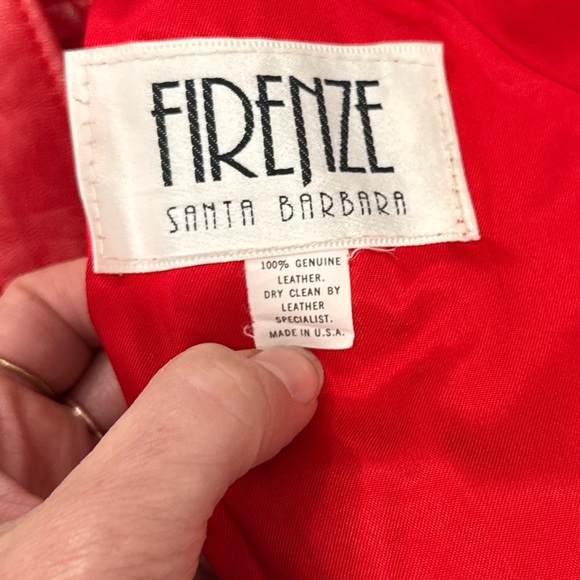 FIRENZE
SANTA BARBARA
100% GENUINE
LEATHER.
DRY CLEAN BY
LEATHER
SPECIALIST.
MADE IN U.S.A.